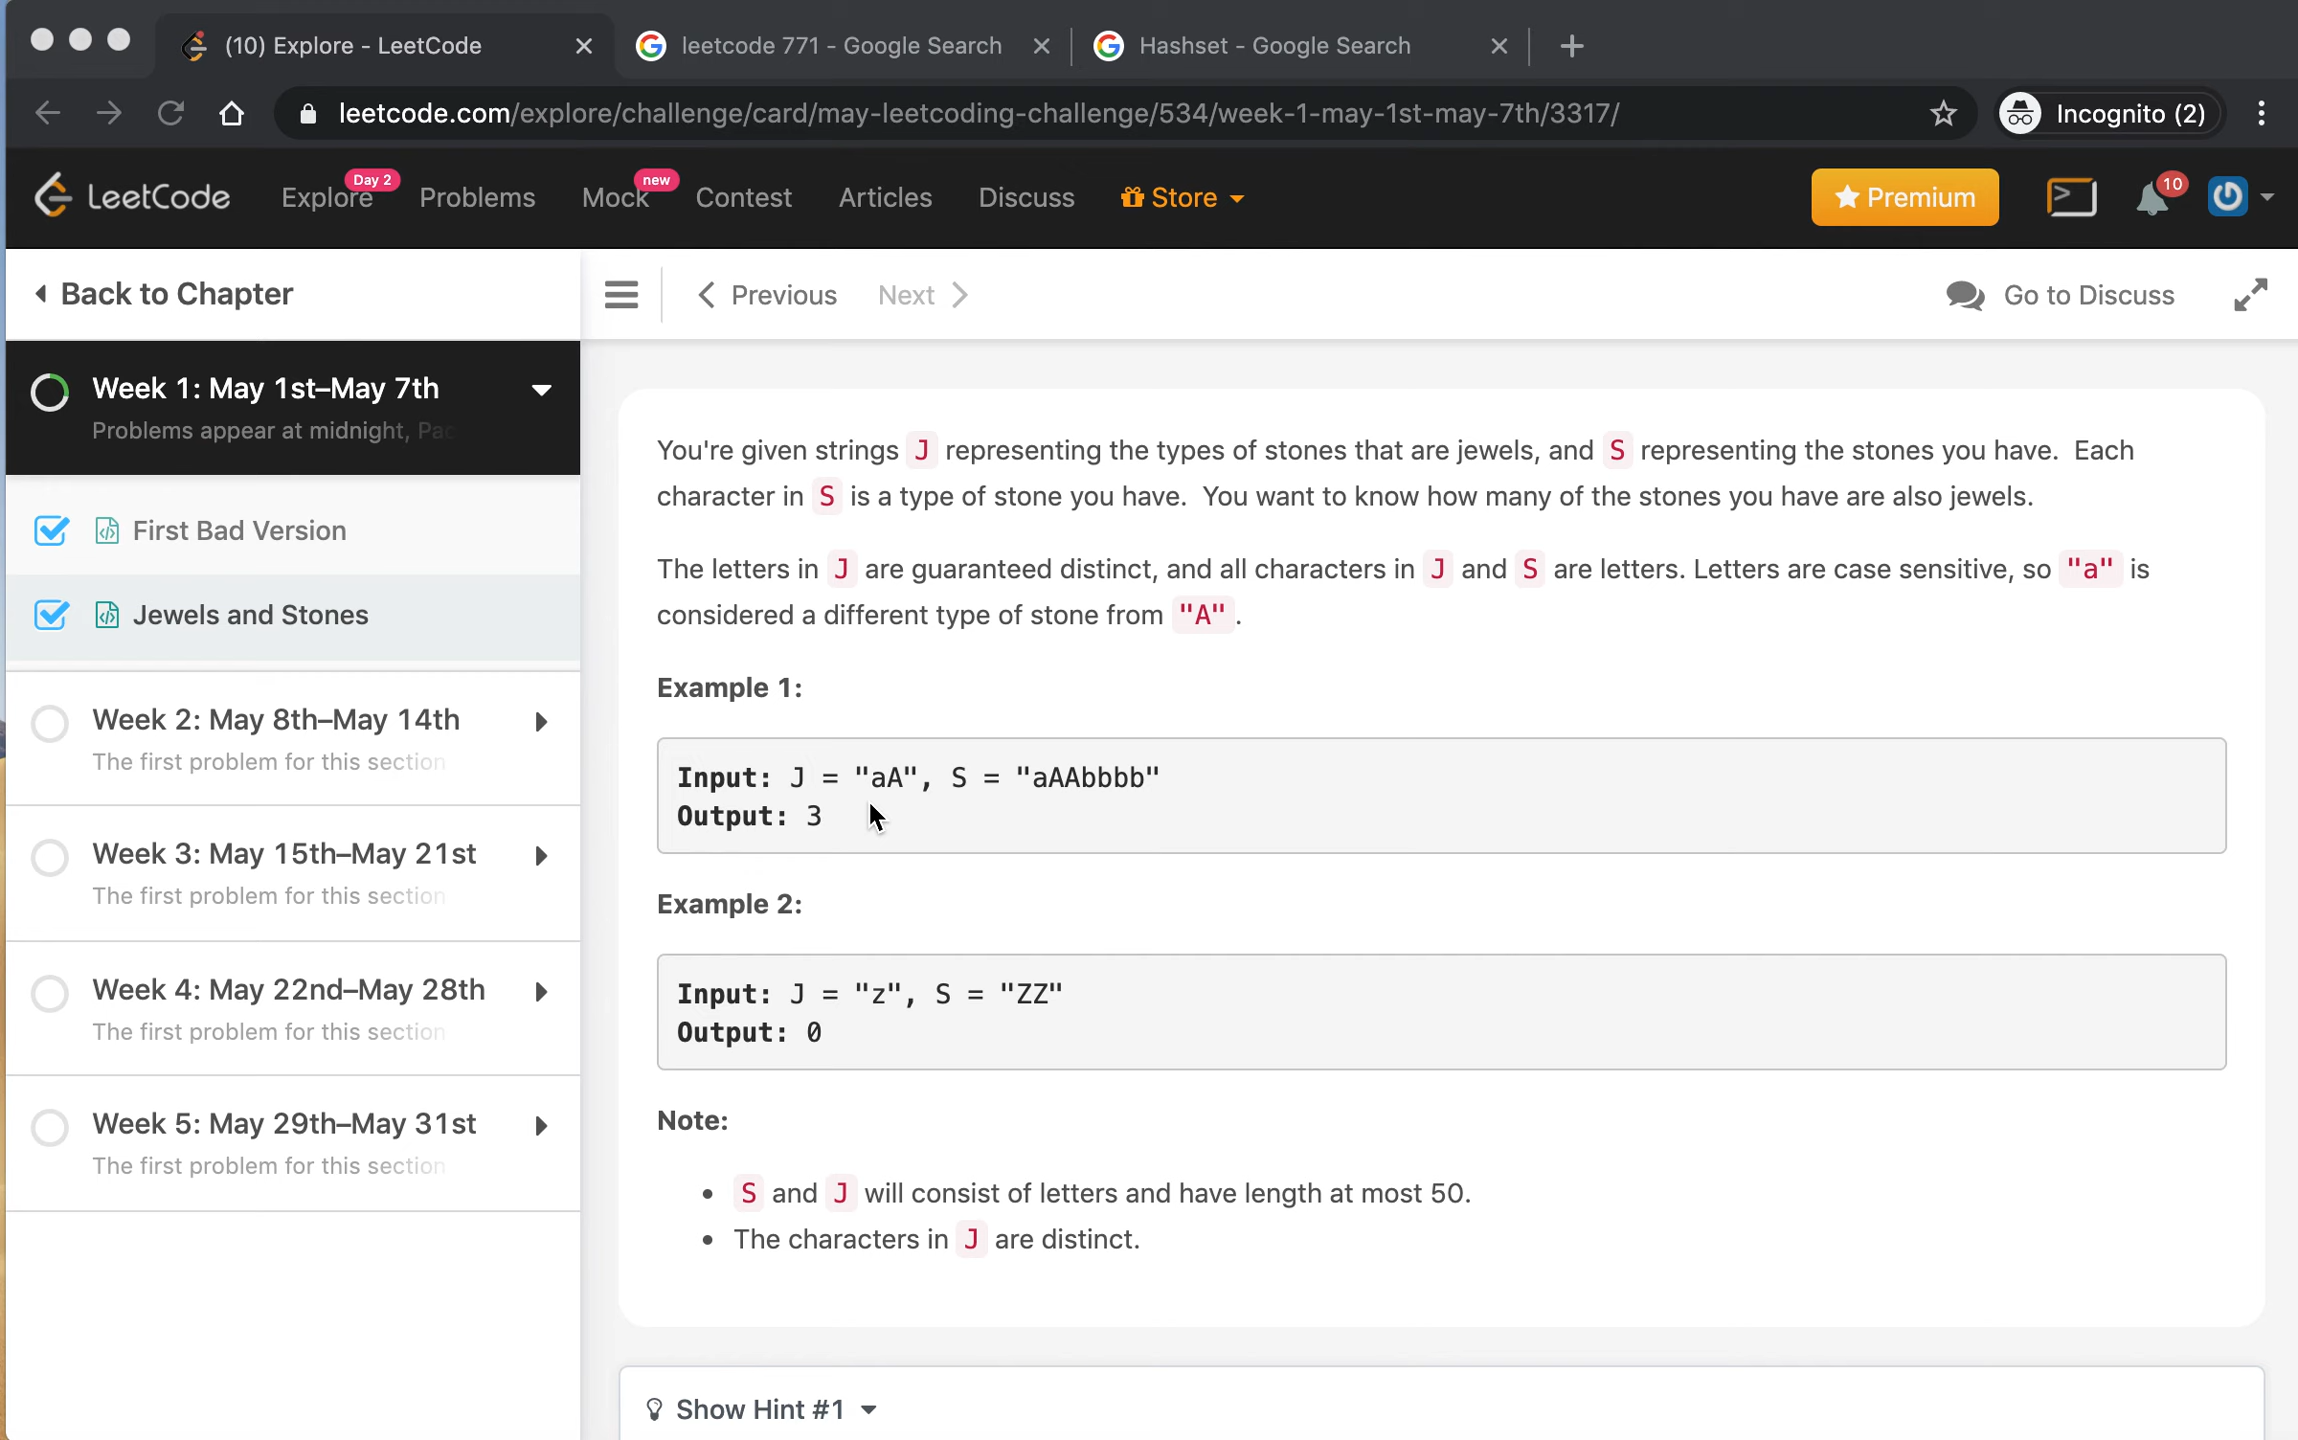 (10) Explore - LeetCode
leetcode 771 - Google Search
Hashset - Google Search
leetcode.com/explore/challenge/card/may-leetcoding-challenge/534/week-1-may-1st-may-7th/3317/
Incognito (2)
LeetCode
Explore
Day 2
Problems
Mock
new
Contest
Articles
Discuss
Store
Premium
10
Back to Chapter
Previous
Next
Go to Discuss
Week 1: May 1st–May 7th
Problems appear at midnight, Pac
First Bad Version
Jewels and Stones
Week 2: May 8th–May 14th
The first problem for this section
Week 3: May 15th–May 21st
The first problem for this section
Week 4: May 22nd–May 28th
The first problem for this section
Week 5: May 29th–May 31st
The first problem for this section
You're given strings J representing the types of stones that are jewels, and S representing the stones you have. Each
character in S is a type of stone you have. You want to know how many of the stones you have are also jewels.
The letters in J are guaranteed distinct, and all characters in J and S are letters. Letters are case sensitive, so "a" is
considered a different type of stone from "A".
Example 1:
Input: J = "aA", S = "aAAbbbb"
Output: 3
Example 2:
Input: J = "z", S = "ZZ"
Output: 0
Note:
• S and J will consist of letters and have length at most 50.
• The characters in J are distinct.
Show Hint #1